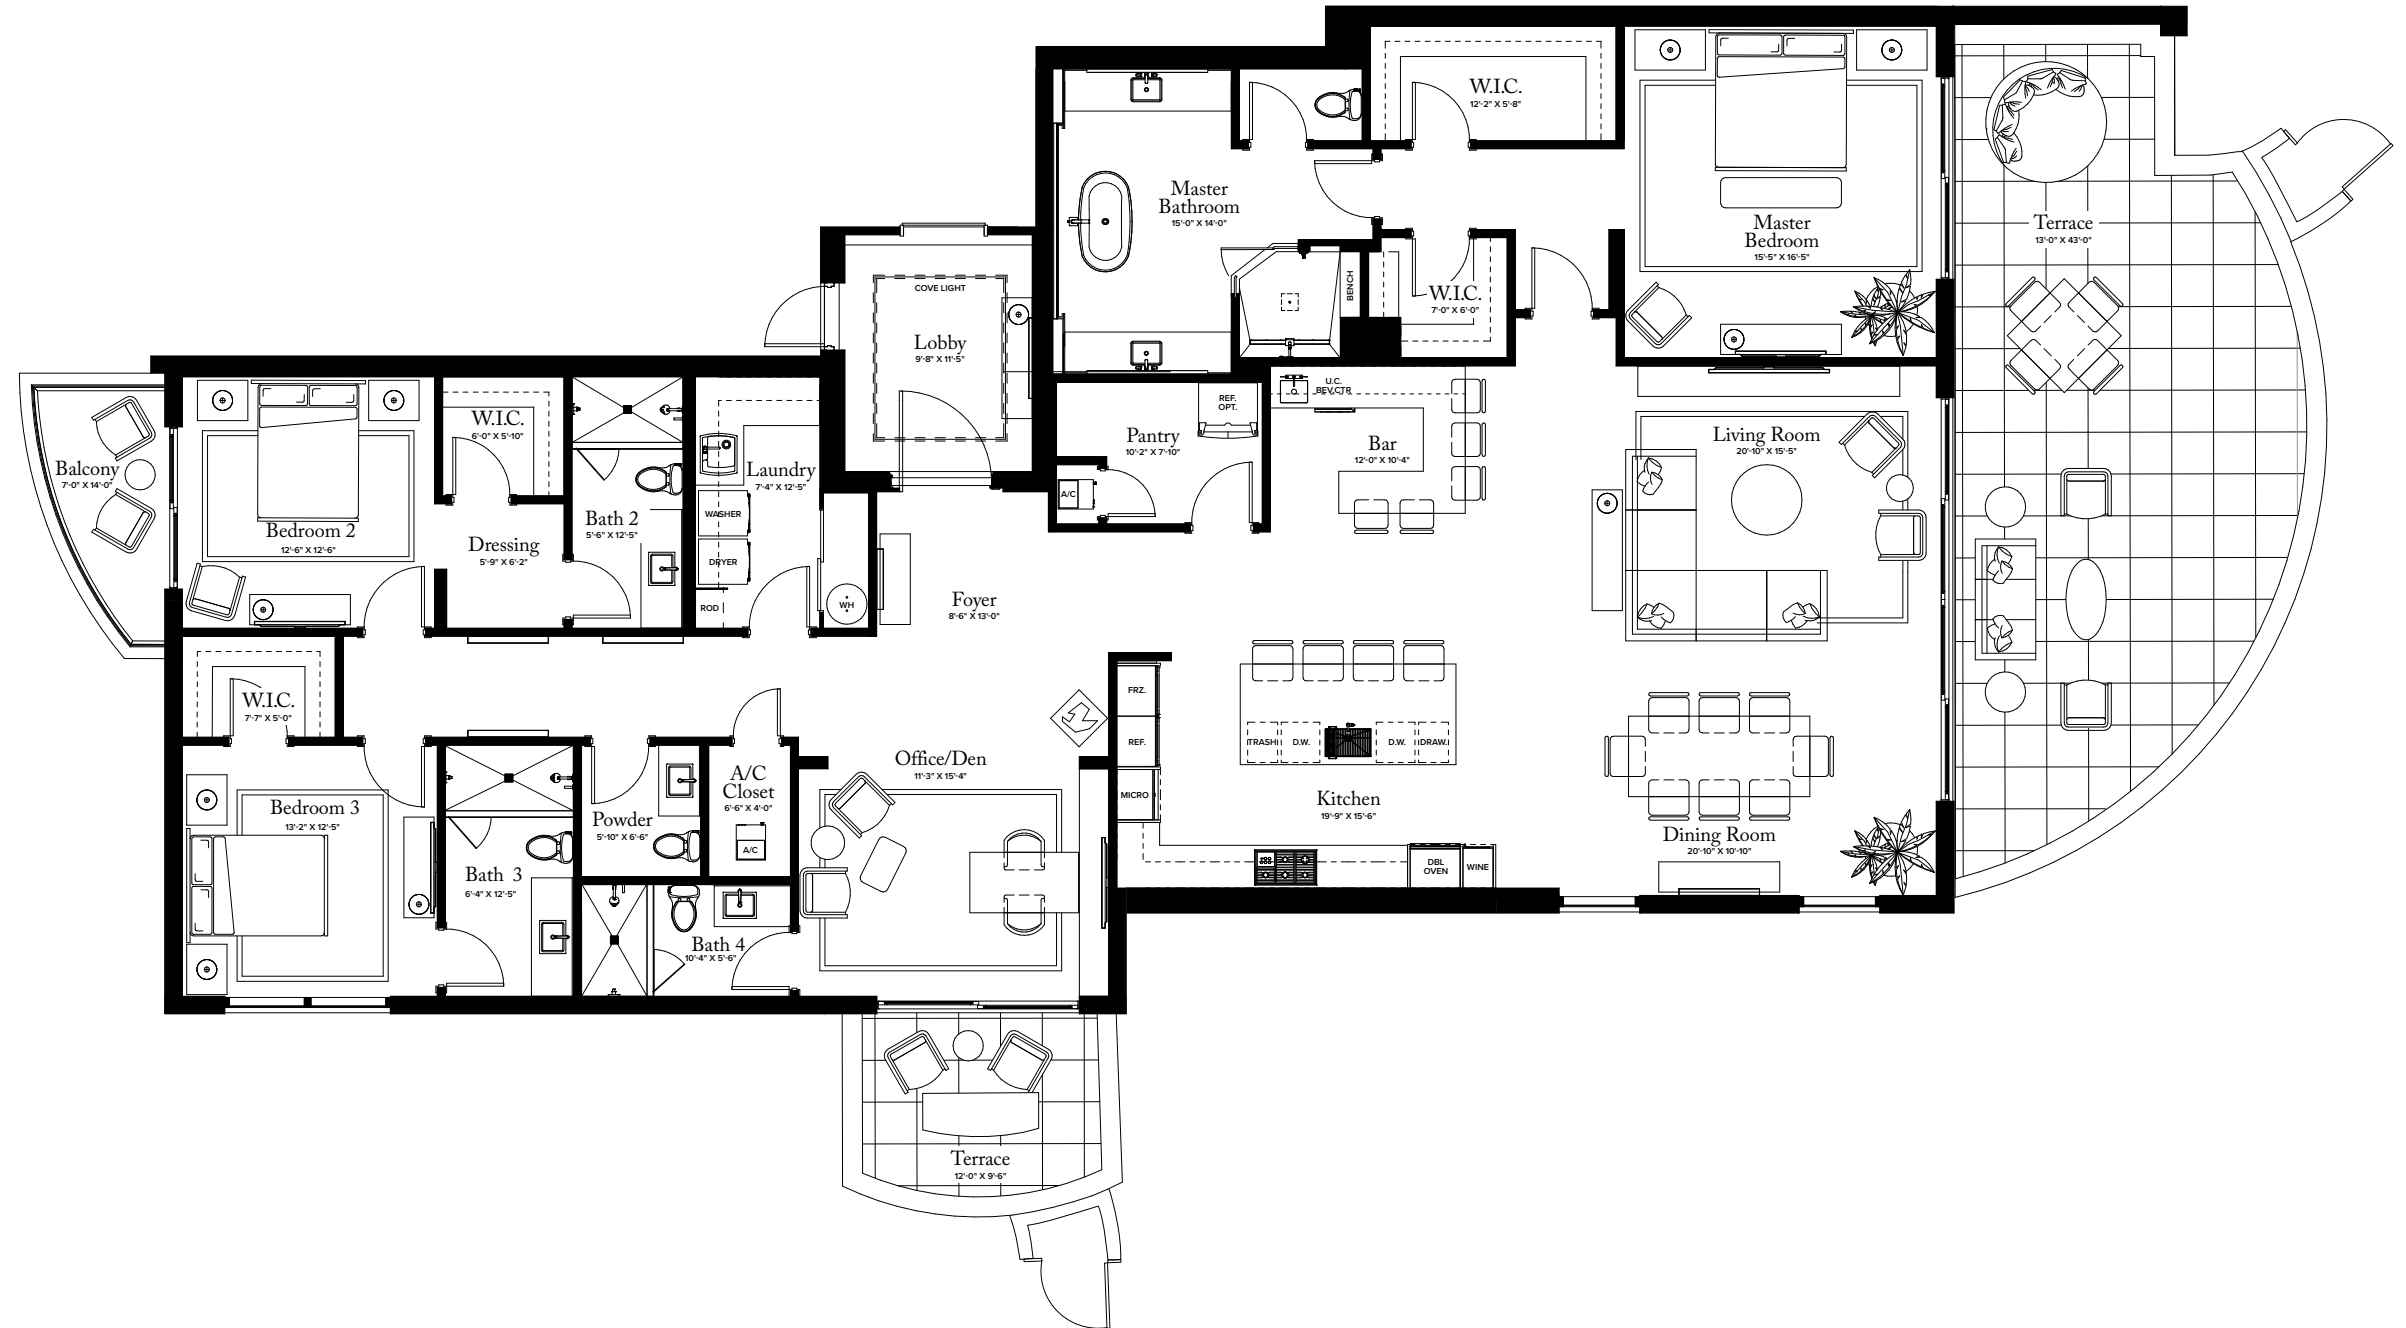 W.I.C.
12'-2" X 5'-8"
Master
Bathroom
15'-0" X 14'-0"
Master
Bedroom
15'-5" X 16'-5"
Terrace
13'-0" X 43'-0"
BENCH
W.I.C.
7'-0" X 6'-0"
COVE LIGHT
Lobby
9'-8" X 11'-5"
U.C.
BEV.CTR
REF.
OPT.
Pantry
10'-2" X 7'-10"
A/C
Bar
12'-0" X 10'-4"
Living Room
20'-10" X 15'-5"
W.I.C.
6'-0" X 5'-10"
Balcony
7'-0" X 14'-0"
Bedroom 2
12'-6" X 12'-6"
Dressing
5'-9" X 6'-2"
Bath 2
5'-6" X 12'-5"
Laundry
7'-4" X 12'-5"
WASHER
DRYER
ROD
WH
Foyer
8'-6" X 13'-0"
W.I.C.
7'-7" X 5'-0"
FRZ.
REF.
MICRO
TRASH
D.W.
D.W.
DRAW.
Kitchen
19'-9" X 15'-6"
DBL
OVEN
WINE
Dining Room
20'-10" X 10'-10"
Office/Den
11'-3" X 15'-4"
A/C
Closet
6'-6" X 4'-0"
A/C
Powder
5'-10" X 6'-6"
Bedroom 3
13'-2" X 12'-5"
Bath 3
6'-4" X 12'-5"
Bath 4
10'-4" X 5'-6"
Terrace
12'-0" X 9'-6"